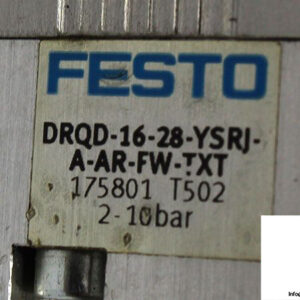 FESTO
DRQD-16-28-YSRJ-
A-AR-FW-TXT
175801 T502
2-10bar